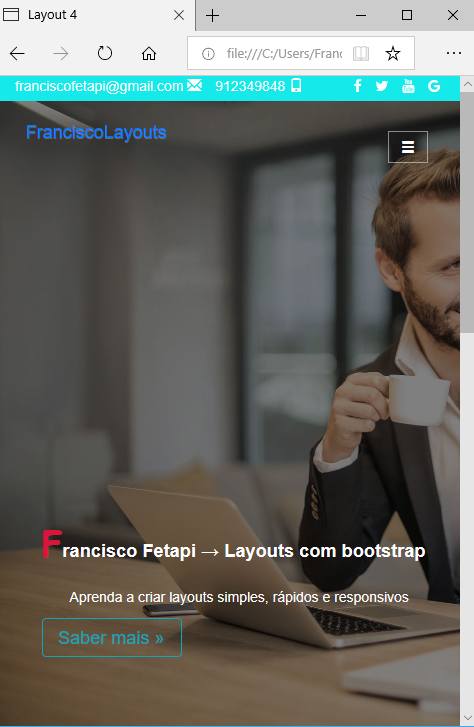 Layout 4
file:///C:/Users/Franc
franciscofetapi@gmail.com 912349848
FranciscoLayouts
Francisco Fetapi → Layouts com bootstrap
Aprenda a criar layouts simples, rápidos e responsivos
Saber mais »